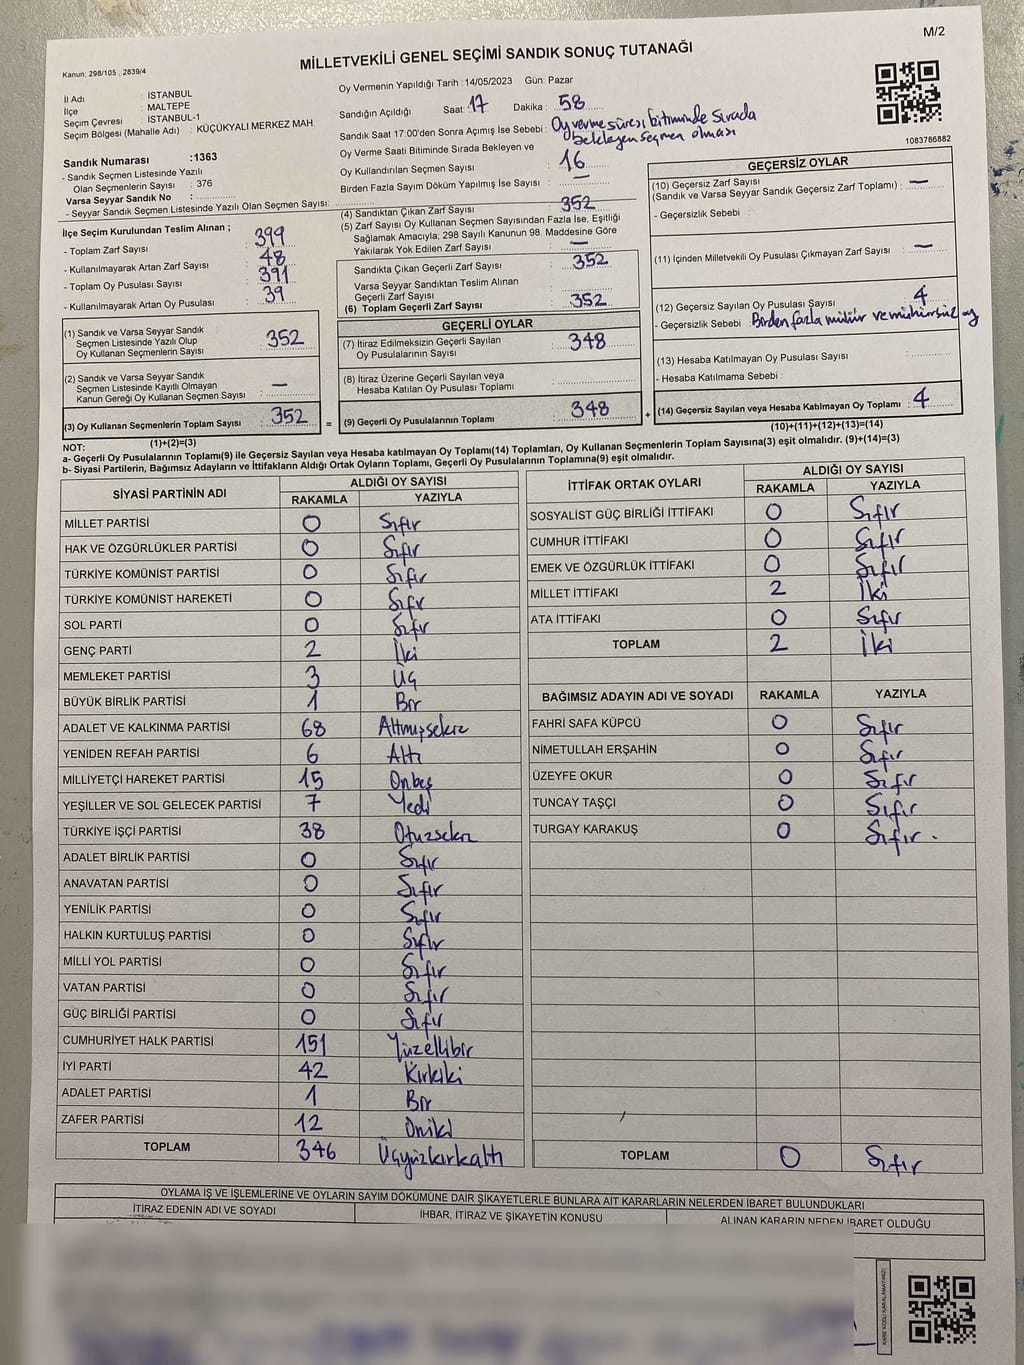 M/2
Kanun: 298/105 . 2839/4
MİLLETVEKİLİ GENEL SEÇİMİ SANDIK SONUÇ TUTANAĞI
İl Adı : İSTANBUL
İlçe : MALTEPE
Seçim Çevresi : İSTANBUL-1
Seçim Bölgesi (Mahalle Adı) : KÜÇÜKYALI MERKEZ MAH.
Oy Vermenin Yapıldığı Tarih : 14/05/2023 Gün: Pazar
Sandığın Açıldığı Saat: 17 Dakika : 58
Sandık Saat 17:00'den Sonra Açımış İse Sebebi : Oy verme süresi bitiminde sırada bekleyen seçmen olması
Oy Verme Saati Bitiminde Sırada Bekleyen ve
Oy Kullandırılan Seçmen Sayısı : 16
Birden Fazla Sayım Döküm Yapılmış İse Sayısı : —
1083786882
Sandık Numarası : 1363
- Sandık Seçmen Listesinde Yazılı
Olan Seçmenlerin Sayısı : 376
Varsa Seyyar Sandık No :
- Seyyar Sandık Seçmen Listesinde Yazılı Olan Seçmen Sayısı:
İlçe Seçim Kurulundan Teslim Alınan ;
- Toplam Zarf Sayısı : 399
- Kullanılmayarak Artan Zarf Sayısı : 48
- Toplam Oy Pusulası Sayısı : 391
- Kullanılmayarak Artan Oy Pusulası : 39
(1) Sandık ve Varsa Seyyar Sandık
Seçmen Listesinde Yazılı Olup
Oy Kullanan Seçmenlerin Sayısı : 352
(2) Sandık ve Varsa Seyyar Sandık
Seçmen Listesinde Kayıtlı Olmayan
Kanun Gereği Oy Kullanan Seçmen Sayısı : —
(3) Oy Kullanan Seçmenlerin Toplam Sayısı : 352
(1)+(2)=(3)
(4) Sandıktan Çıkan Zarf Sayısı : 352
(5) Zarf Sayısı Oy Kullanan Seçmen Sayısından Fazla İse, Eşitliği
Sağlamak Amacıyla; 298 Sayılı Kanunun 98. Maddesine Göre
Yakılarak Yok Edilen Zarf Sayısı : —
Sandıkta Çıkan Geçerli Zarf Sayısı : 352
Varsa Seyyar Sandıktan Teslim Alınan
Geçerli Zarf Sayısı :
(6) Toplam Geçerli Zarf Sayısı : 352
=
GEÇERLİ OYLAR
(7) İtiraz Edilmeksizin Geçerli Sayılan
Oy Pusulalarının Sayısı : 348
(8) İtiraz Üzerine Geçerli Sayılan veya
Hesaba Katılan Oy Pusulası Toplamı :
(9) Geçerli Oy Pusulalarının Toplamı : 348
+
GEÇERSİZ OYLAR
(10) Geçersiz Zarf Sayısı
(Sandık ve Varsa Seyyar Sandık Geçersiz Zarf Toplamı) : —
- Geçersizlik Sebebi :
(11) İçinden Milletvekili Oy Pusulası Çıkmayan Zarf Sayısı : —
(12) Geçersiz Sayılan Oy Pusulası Sayısı : 4
- Geçersizlik Sebebi : Birden fazla mühür ve mühürsüz oy
(13) Hesaba Katılmayan Oy Pusulası Sayısı :
- Hesaba Katılmama Sebebi :
(14) Geçersiz Sayılan veya Hesaba Katılmayan Oy Toplamı : 4
(10)+(11)+(12)+(13)=(14)
NOT:
a- Geçerli Oy Pusulalarının Toplamı(9) ile Geçersiz Sayılan veya Hesaba katılmayan Oy Toplamı(14) Toplamları, Oy Kullanan Seçmenlerin Toplam Sayısına(3) eşit olmalıdır. (9)+(14)=(3)
b- Siyasi Partilerin, Bağımsız Adayların ve İttifakların Aldığı Ortak Oyların Toplamı, Geçerli Oy Pusulalarının Toplamına(9) eşit olmalıdır.
SİYASİ PARTİNİN ADI ALDIĞI OY SAYISI
RAKAMLA YAZIYLA
MİLLET PARTİSİ 0 Sıfır
HAK VE ÖZGÜRLÜKLER PARTİSİ 0 Sıfır
TÜRKİYE KOMÜNİST PARTİSİ 0 Sıfır
TÜRKİYE KOMÜNİST HAREKETİ 0 Sıfır
SOL PARTİ 0 Sıfır
GENÇ PARTİ 2 İki
MEMLEKET PARTİSİ 3 Üç
BÜYÜK BİRLİK PARTİSİ 1 Bir
ADALET VE KALKINMA PARTİSİ 68 Altmışsekiz
YENİDEN REFAH PARTİSİ 6 Altı
MİLLİYETÇİ HAREKET PARTİSİ 15 Onbeş
YEŞİLLER VE SOL GELECEK PARTİSİ 7 Yedi
TÜRKİYE İŞÇİ PARTİSİ 38 Otuzsekiz
ADALET BİRLİK PARTİSİ 0 Sıfır
ANAVATAN PARTİSİ 0 Sıfır
YENİLİK PARTİSİ 0 Sıfır
HALKIN KURTULUŞ PARTİSİ 0 Sıfır
MİLLİ YOL PARTİSİ 0 Sıfır
VATAN PARTİSİ 0 Sıfır
GÜÇ BİRLİĞİ PARTİSİ 0 Sıfır
CUMHURİYET HALK PARTİSİ 151 Yüzellibir
İYİ PARTİ 42 Kırkiki
ADALET PARTİSİ 1 Bir
ZAFER PARTİSİ 12 Oniki
TOPLAM 346 Üçyüzkırkaltı
İTTİFAK ORTAK OYLARI ALDIĞI OY SAYISI
RAKAMLA YAZIYLA
SOSYALİST GÜÇ BİRLİĞİ İTTİFAKI 0 Sıfır
CUMHUR İTTİFAKI 0 Sıfır
EMEK VE ÖZGÜRLÜK İTTİFAKI 0 Sıfır
MİLLET İTTİFAKI 2 İki
ATA İTTİFAKI 0 Sıfır
TOPLAM 2 İki
BAĞIMSIZ ADAYIN ADI VE SOYADI RAKAMLA YAZIYLA
FAHRİ SAFA KÜPCÜ 0 Sıfır
NİMETULLAH ERŞAHİN 0 Sıfır
ÜZEYFE OKUR 0 Sıfır
TUNCAY TAŞÇI 0 Sıfır
TURGAY KARAKUŞ 0 Sıfır.
TOPLAM 0 Sıfır
OYLAMA İŞ VE İŞLEMLERİNE VE OYLARIN SAYIM DÖKÜMÜNE DAİR ŞİKAYETLERLE BUNLARA AİT KARARLARIN NELERDEN İBARET BULUNDUKLARI
İTİRAZ EDENİN ADI VE SOYADI İHBAR, İTİRAZ VE ŞİKAYETİN KONUSU ALINAN KARARIN NEDEN İBARET OLDUĞU
KARE KODU KARALAMAYINIZ!